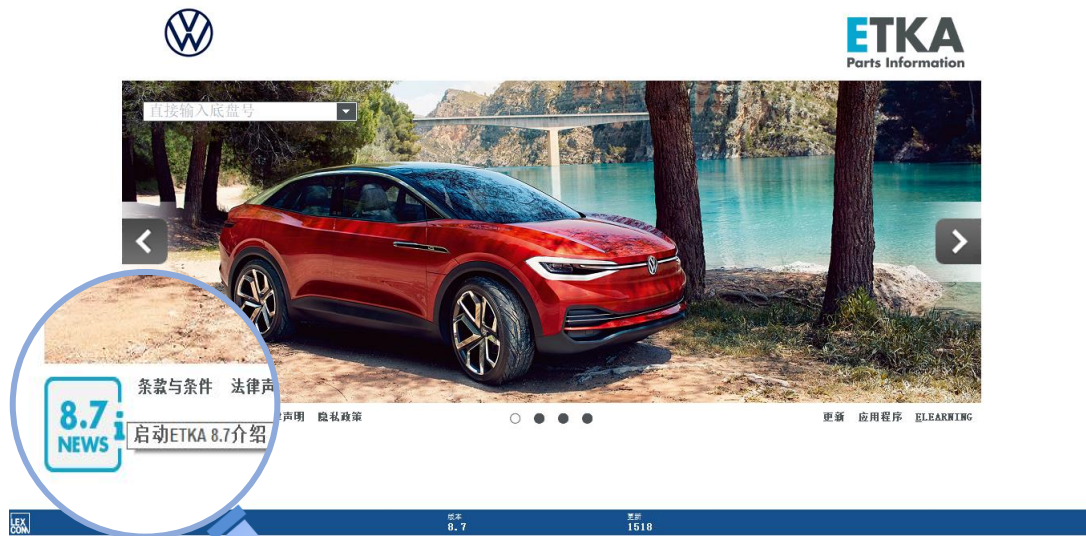 ETKA
Parts Information
直接输入底盘号
条款与条件 法律声
声明 隐私政策
更新 应用程序 ELEARNING
8.7
NEWS
i
启动ETKA 8.7介绍
LEX
COM
版本
8.7
更新
1518